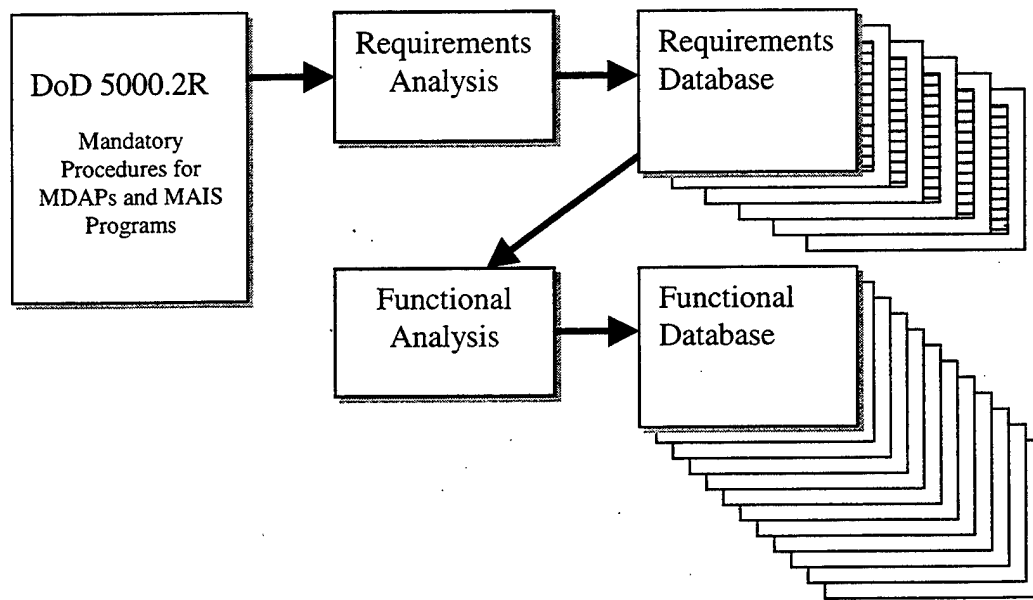 DoD 5000.2R
Mandatory
Procedures for
MDAPs and MAIS
Programs
Requirements
Analysis
Requirements
Database
Functional
Analysis
Functional
Database